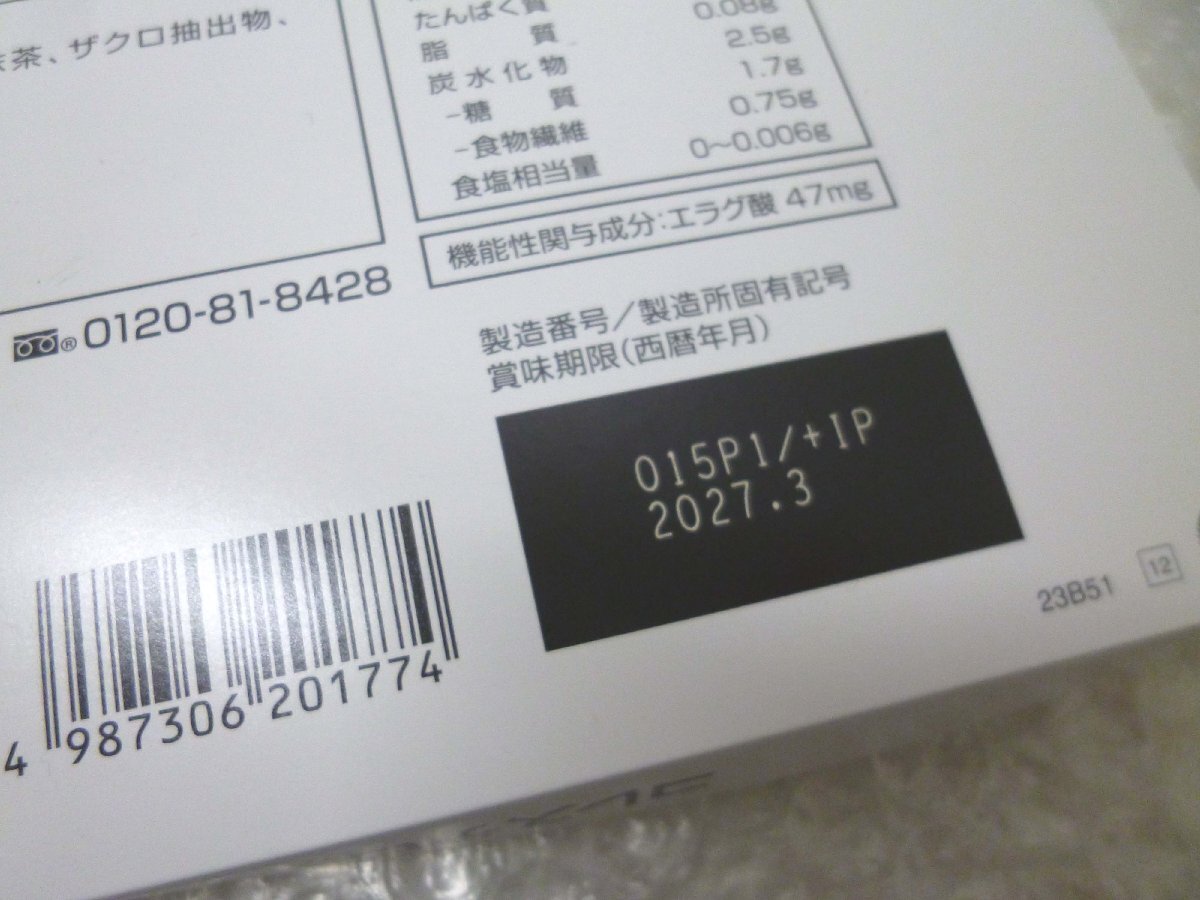 茶、ザクロ抽出物、
たんぱく質 0.08g
脂質 2.5g
炭水化物 1.7g
-糖質 0.75g
-食物繊維 0~0.006g
食塩相当量
機能性関与成分:エラグ酸 47mg
0120-81-8428
製造番号/製造所固有記号
賞味期限(西暦年月)
015P1/+IP
2027.3
4 987306 201774
23B51
12